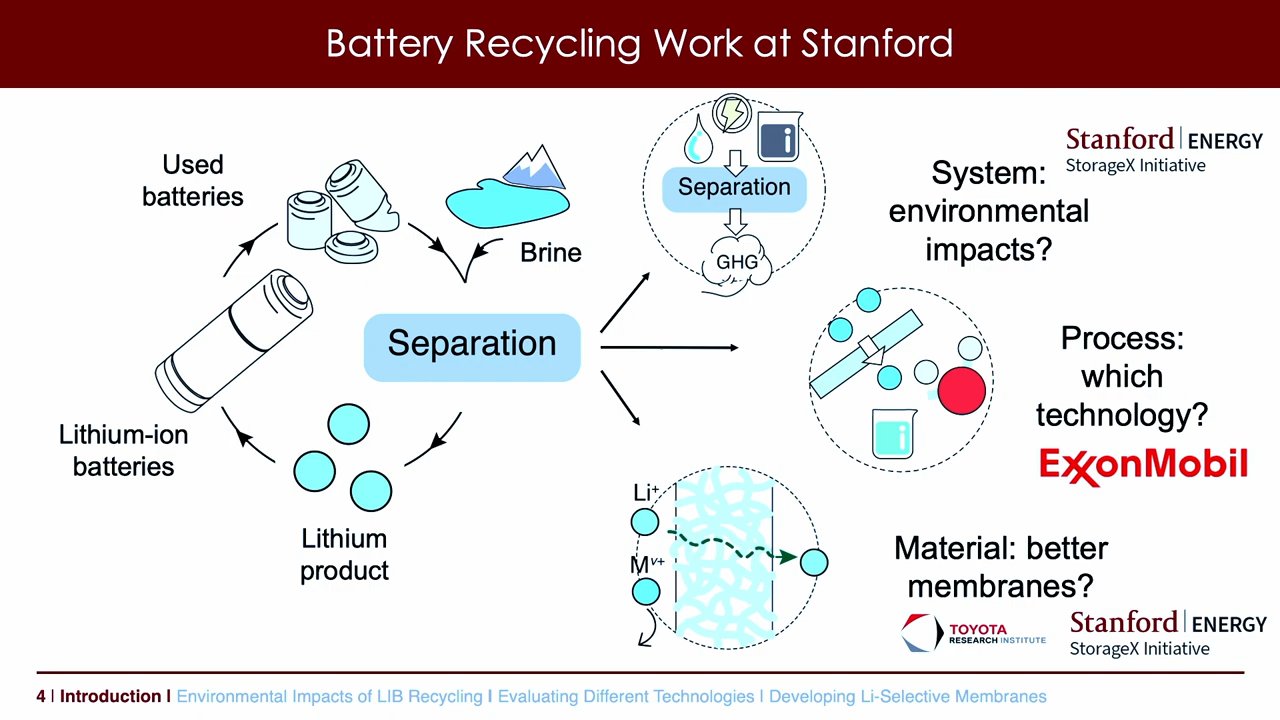 Battery Recycling Work at Stanford
Used
batteries
Brine
Separation
Lithium-ion
batteries
Lithium
product
Separation
GHG
System:
environmental
impacts?
Stanford | ENERGY
StorageX Initiative
Process:
which
technology?
ExxonMobil
Li+
Mν+
Material: better
membranes?
TOYOTA
RESEARCH INSTITUTE
Stanford | ENERGY
StorageX Initiative
4 | Introduction | Environmental Impacts of LIB Recycling | Evaluating Different Technologies | Developing Li-Selective Membranes